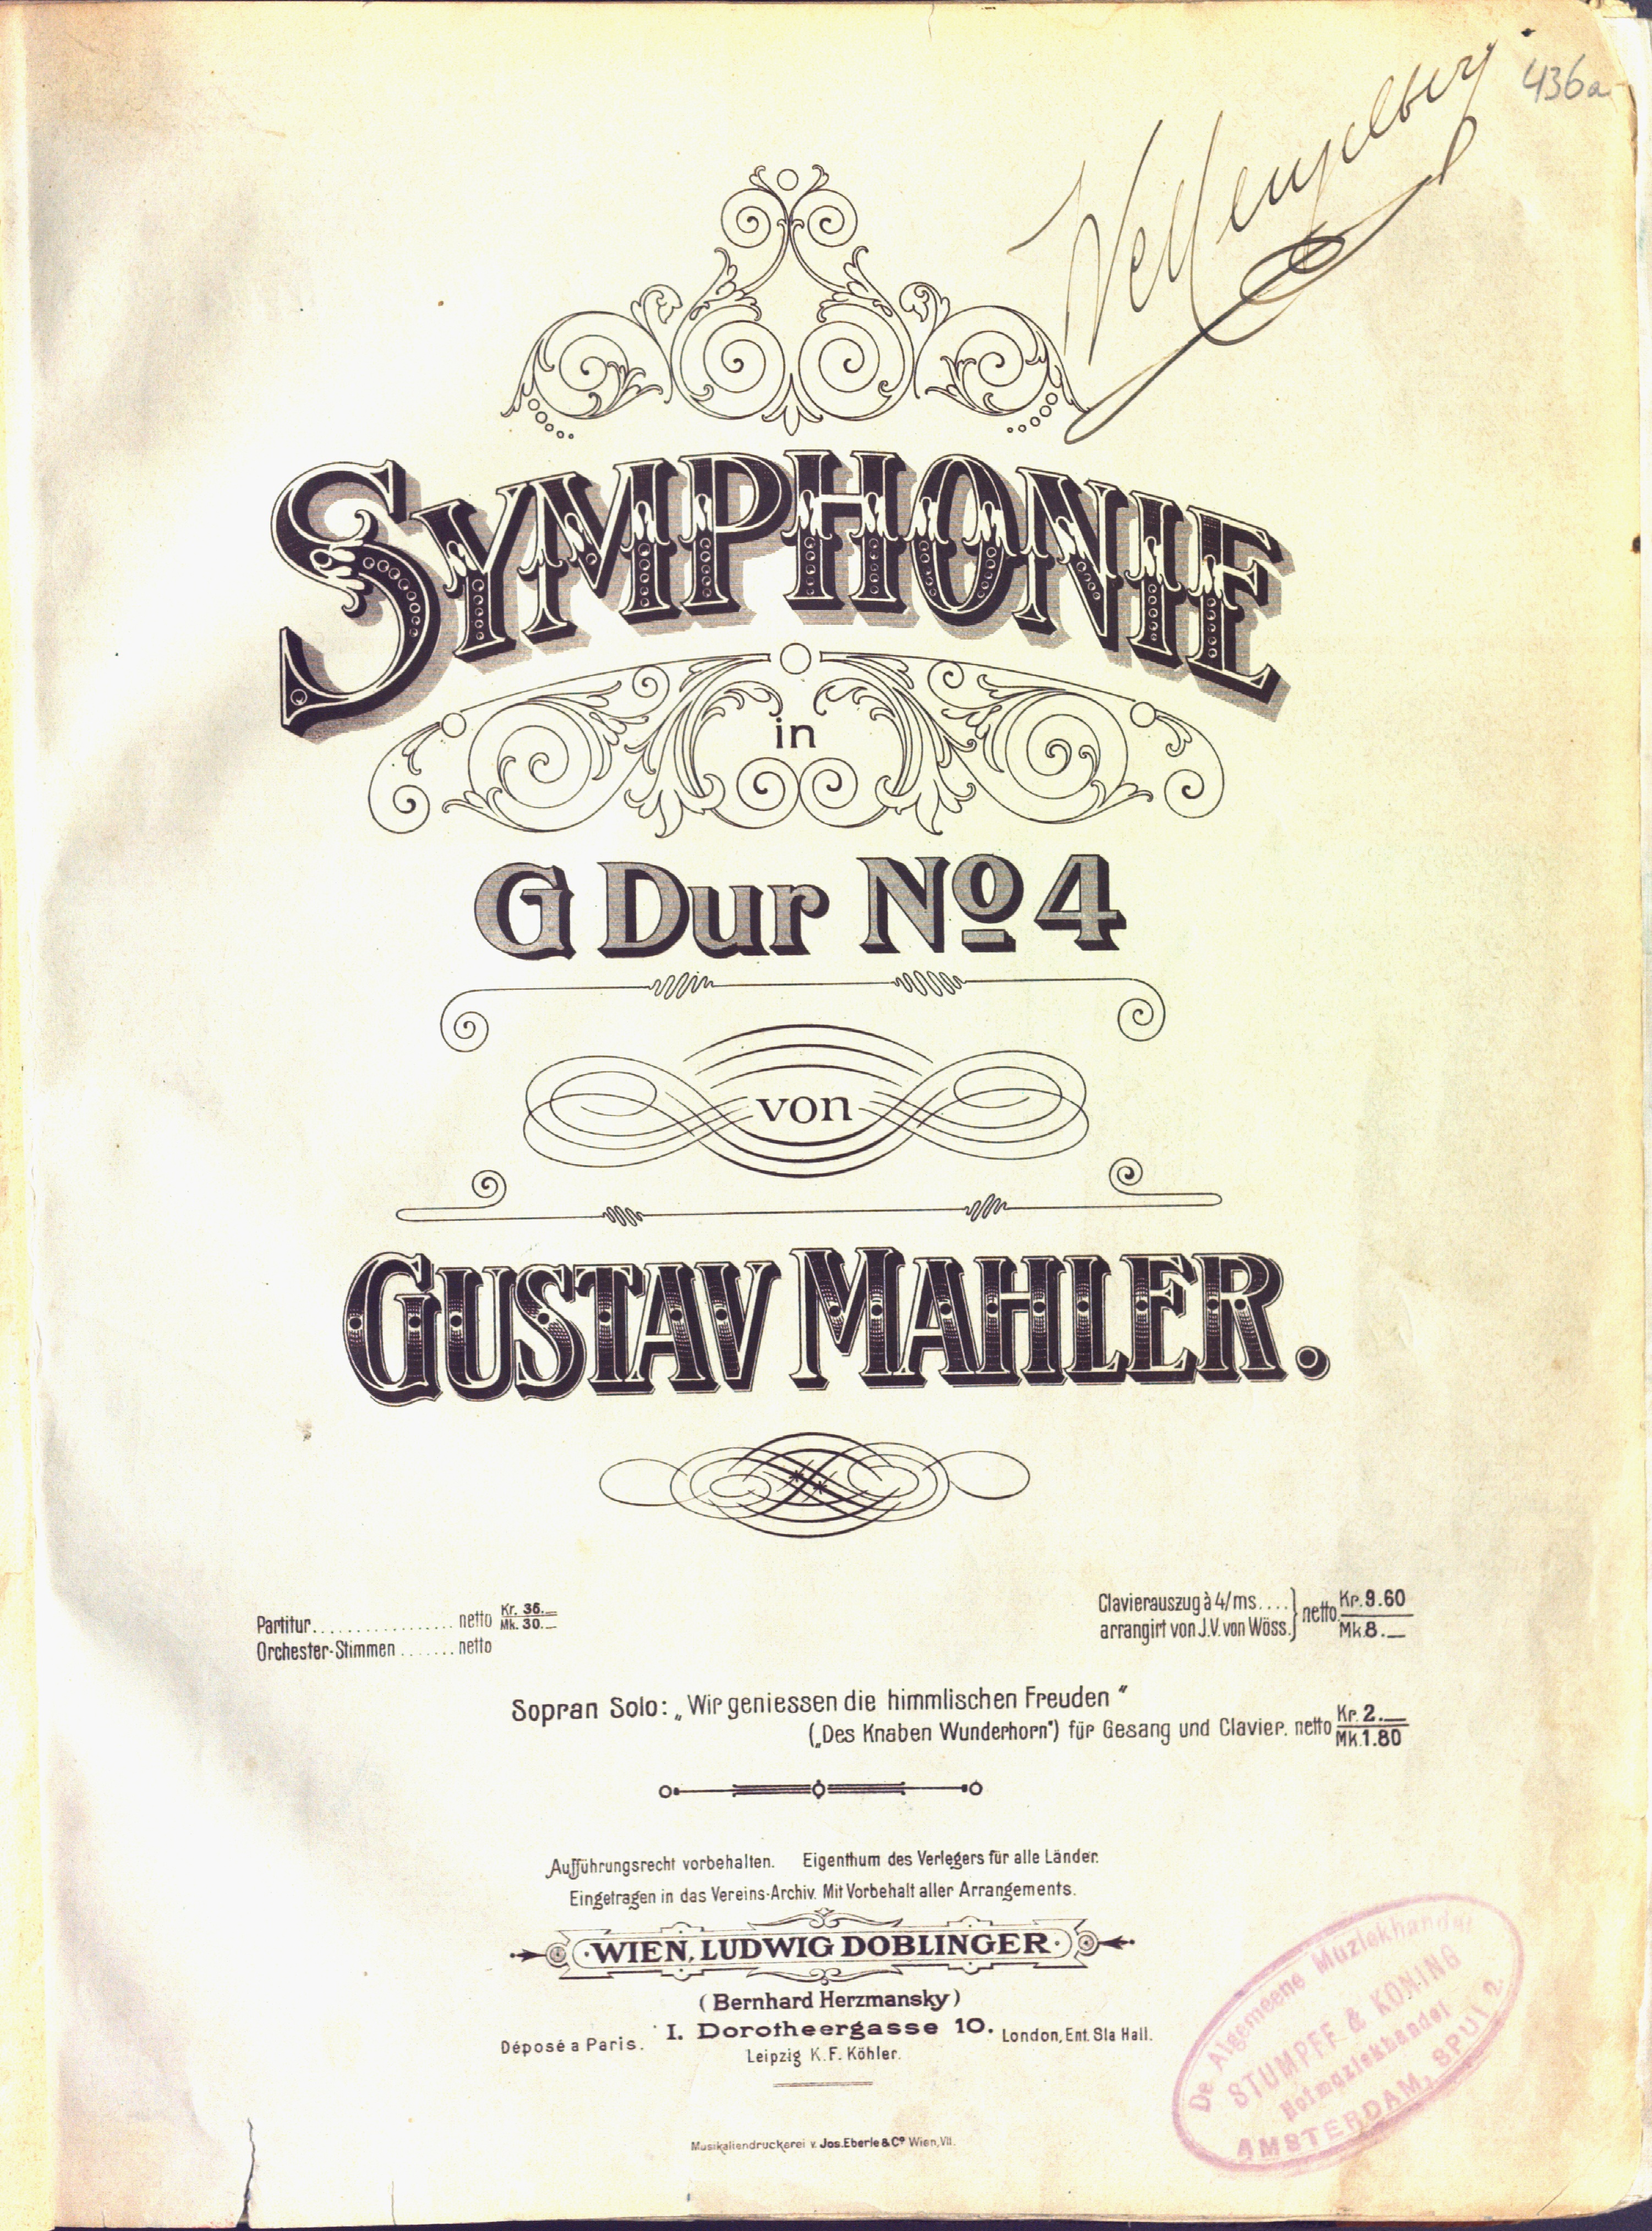 436a
WMengelberg
SYMPHONIE
in
G Dur No 4
von
GUSTAV MAHLER.
Partitur................. netto Kr. 36.— Mk. 30.—
Orchester-Stimmen ....... netto
Clavierauszug à 4/ms....
arrangirt von J.V. von Wöss.} netto Kr. 9.60 Mk 8.—
Sopran Solo: „Wir geniessen die himmlischen Freuden“
(„Des Knaben Wunderhorn“) für Gesang und Clavier. netto Kr. 2.— Mk. 1.80
Aufführungsrecht vorbehalten. Eigenthum des Verlegers für alle Länder.
Eingetragen in das Vereins-Archiv. Mit Vorbehalt aller Arrangements.
·WIEN, LUDWIG DOBLINGER·
(Bernhard Herzmansky)
I. Dorotheergasse 10.
Déposé a Paris.
London, Ent. Sta Hall.
Leipzig K. F. Köhler.
Musikaliendruckerei v. Jos. Eberle & Co Wien, VII.
De Algemeene Muziekhandel
STUMPFF & KONING
Hofmuziekhandel
AMSTERDAM, SPUI 2